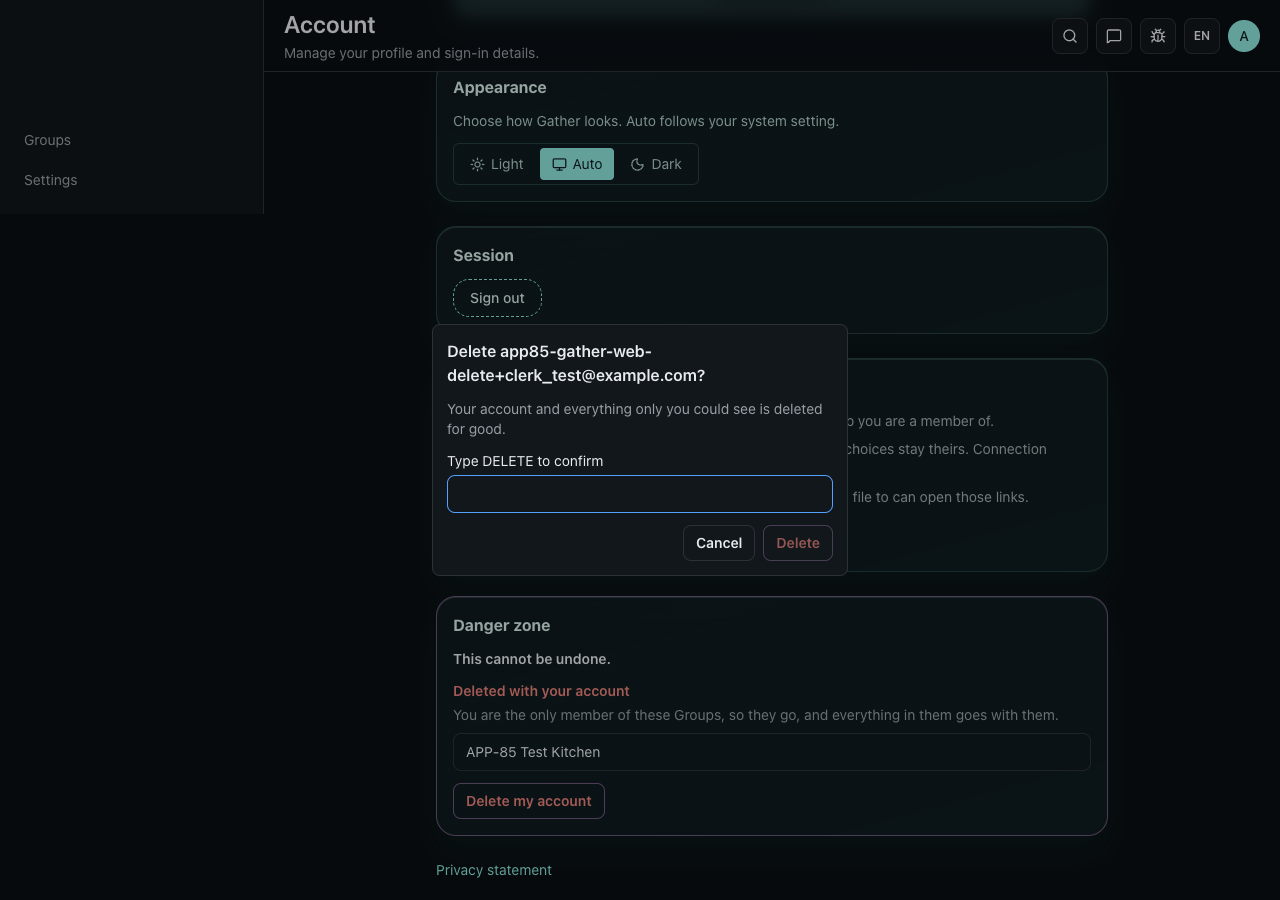 Account
Manage your profile and sign-in details.
EN
A
Groups
Settings
Appearance
Choose how Gather looks. Auto follows your system setting.
Light
Auto
Dark
Session
Sign out
Delete app85-gather-web-
delete+clerk_test@example.com?
Your account and everything only you could see is deleted
for good.
Type DELETE to confirm
Cancel
Delete
you are a member of.
choices stay theirs. Connection
file to can open those links.
Danger zone
This cannot be undone.
Deleted with your account
You are the only member of these Groups, so they go, and everything in them goes with them.
APP-85 Test Kitchen
Delete my account
Privacy statement